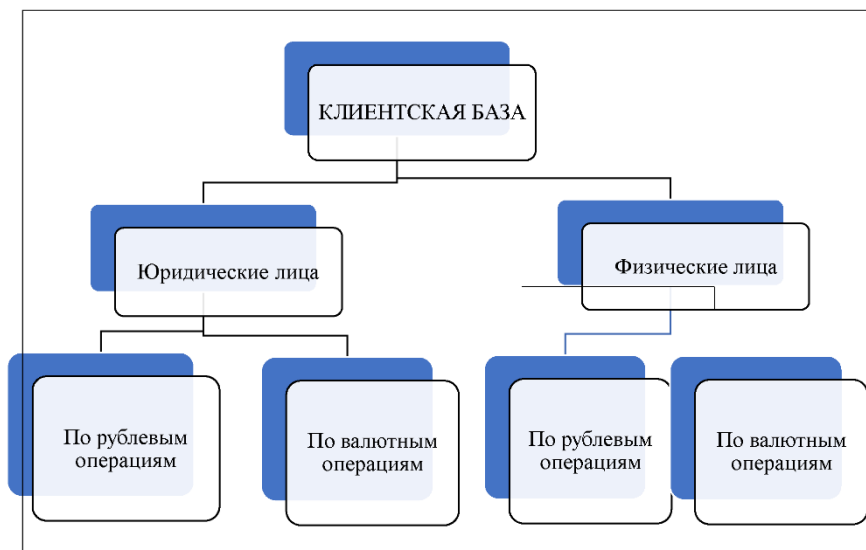 КЛИЕНТСКАЯ БАЗА
Юридические лица
Физические лица
По рублевым
операциям
По валютным
операциям
По рублевым
операциям
По валютным
операциям